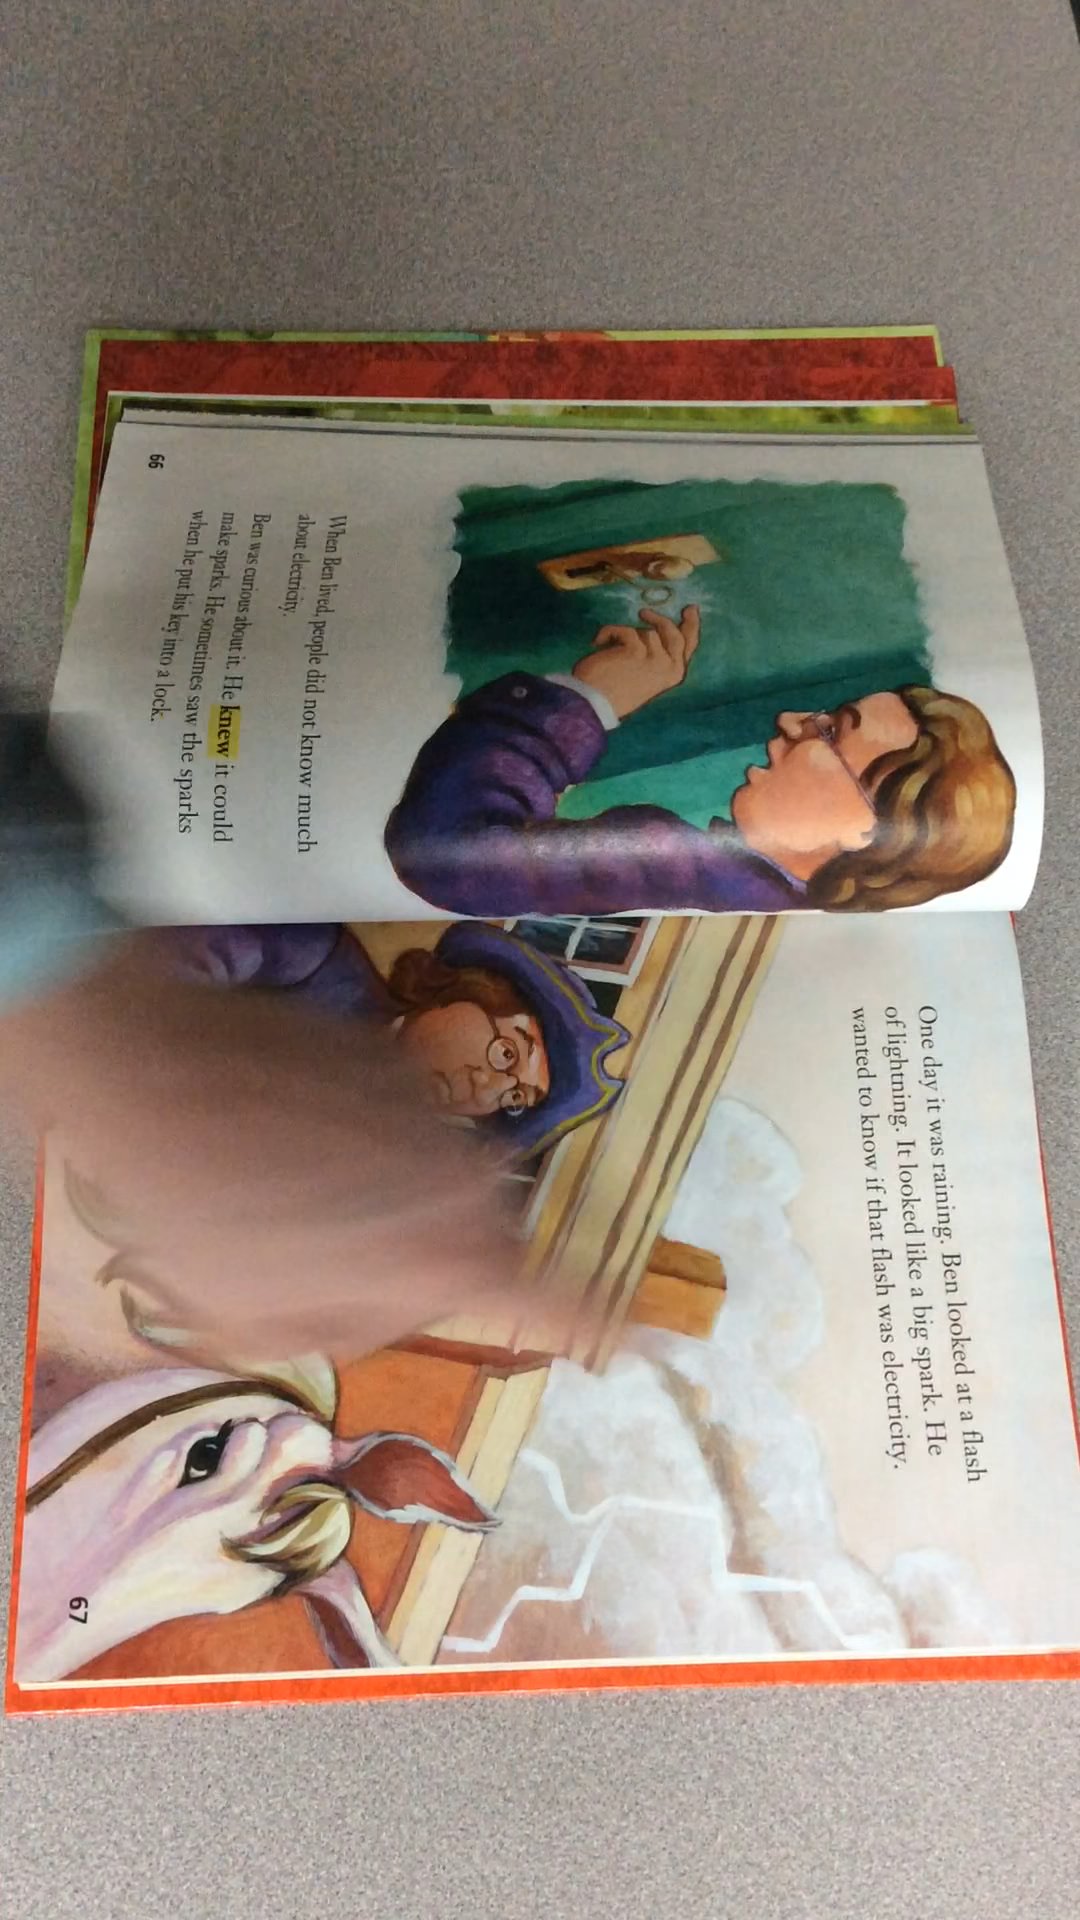 When Ben lived, people did not know much
about electricity.
Ben was curious about it. He knew it could
make sparks. He sometimes saw the sparks
when he put his key into a lock.
66
One day it was raining. Ben looked at a flash
of lightning. It looked like a big spark. He
wanted to know if that flash was electricity.
67